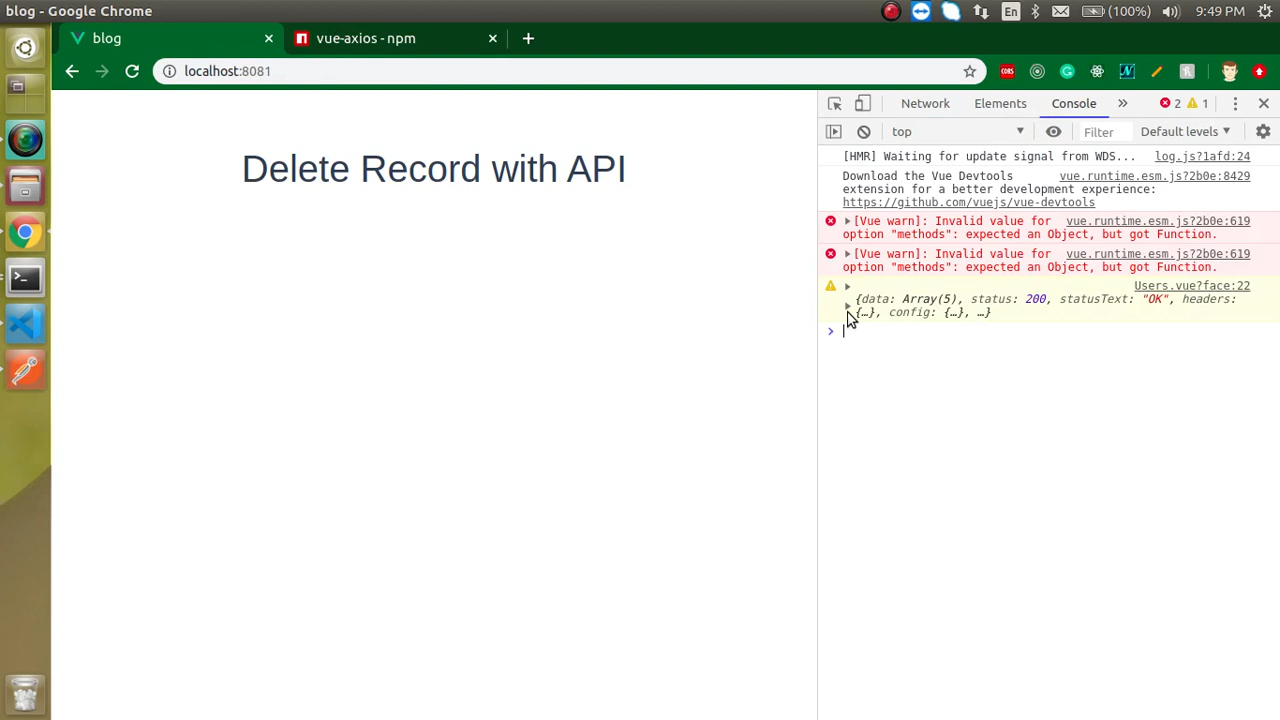 blog - Google Chrome
En (100%) 9:49 PM
blog × vue-axios - npm × +
localhost:8081
CORS
Network Elements Console » 2 1
top Filter Default levels
[HMR] Waiting for update signal from WDS... log.js?1afd:24
Download the Vue Devtools vue.runtime.esm.js?2b0e:8429
extension for a better development experience:
https://github.com/vuejs/vue-devtools
[Vue warn]: Invalid value for vue.runtime.esm.js?2b0e:619
option "methods": expected an Object, but got Function.
[Vue warn]: Invalid value for vue.runtime.esm.js?2b0e:619
option "methods": expected an Object, but got Function.
Users.vue?face:22
{data: Array(5), status: 200, statusText: "OK", headers:
{…}, config: {…}, …}
Delete Record with API